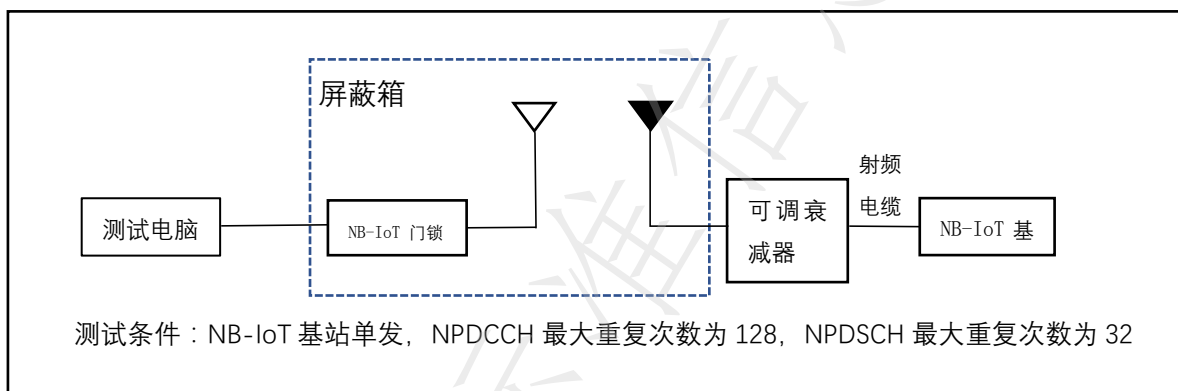 屏蔽箱
测试电脑
NB-IoT 门锁
可调衰
减器
射频
电缆
NB-IoT 基
测试条件：NB-IoT 基站单发，NPDCCH 最大重复次数为 128，NPDSCH 最大重复次数为 32